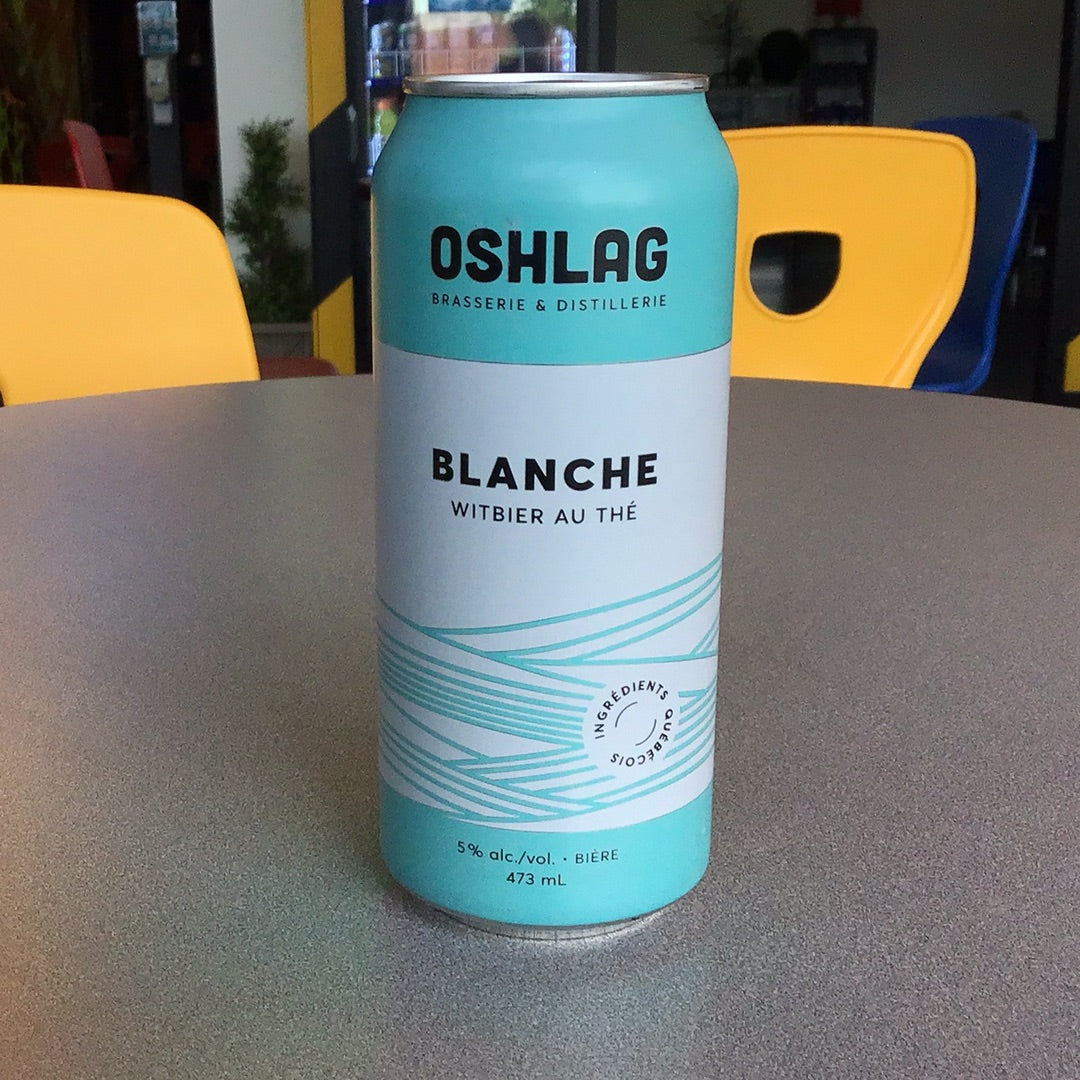 OSHLAG
BRASSERIE & DISTILLERIE
BLANCHE
WITBIER AU THÉ
INGRÉDIENTS QUÉBÉCOIS
5% alc./vol. • BIÈRE
473 mL